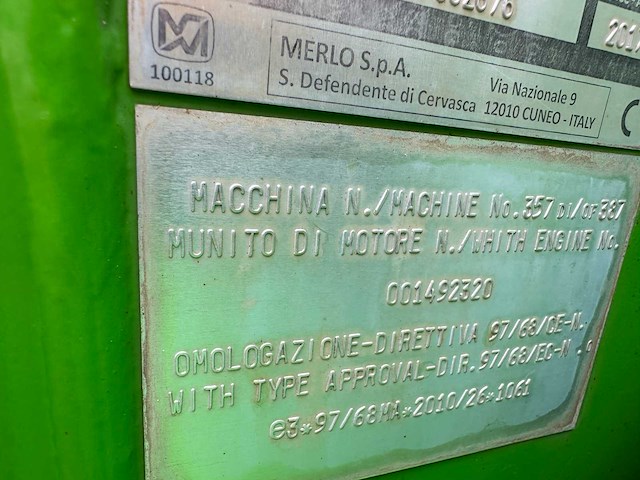 100118
MERLO S.p.A.
S. Defendente di Cervasca
Via Nazionale 9
12010 CUNEO - ITALY
MACCHINA N./MACHINE No.357 DI/OF 387
MUNITO DI MOTORE N./WHITH ENGINE No.
001492320
OMOLOGAZIONE-DIRETTIVA 97/68/CE-N.
WITH TYPE APPROVAL-DIR.97/68/EC-N.
e3*97/68MA*2010/26*1061